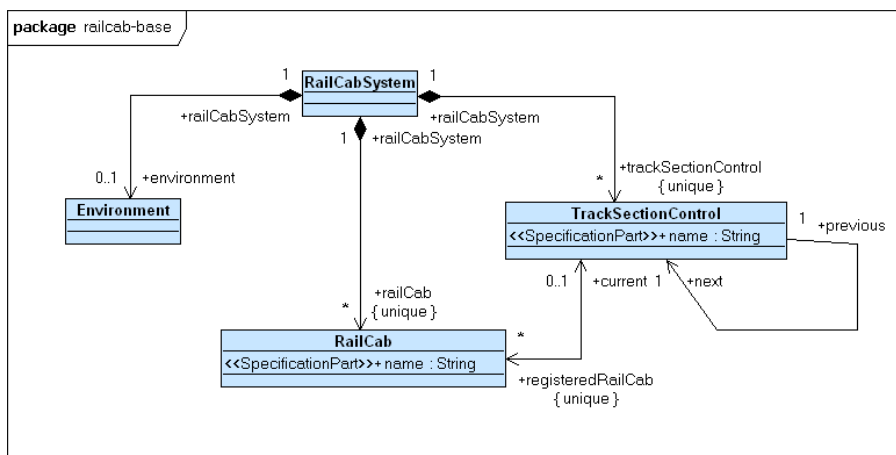 package railcab-base
1
RailCabSystem
1
+railCabSystem
1
+railCabSystem
+railCabSystem
0..1
+environment
Environment
+trackSectionControl
*
{ unique }
TrackSectionControl
<<SpecificationPart>>+ name : String
1
+previous
0..1
+current
1
+next
+railCab
*
{ unique }
RailCab
<<SpecificationPart>>+ name : String
*
+registeredRailCab
{ unique }